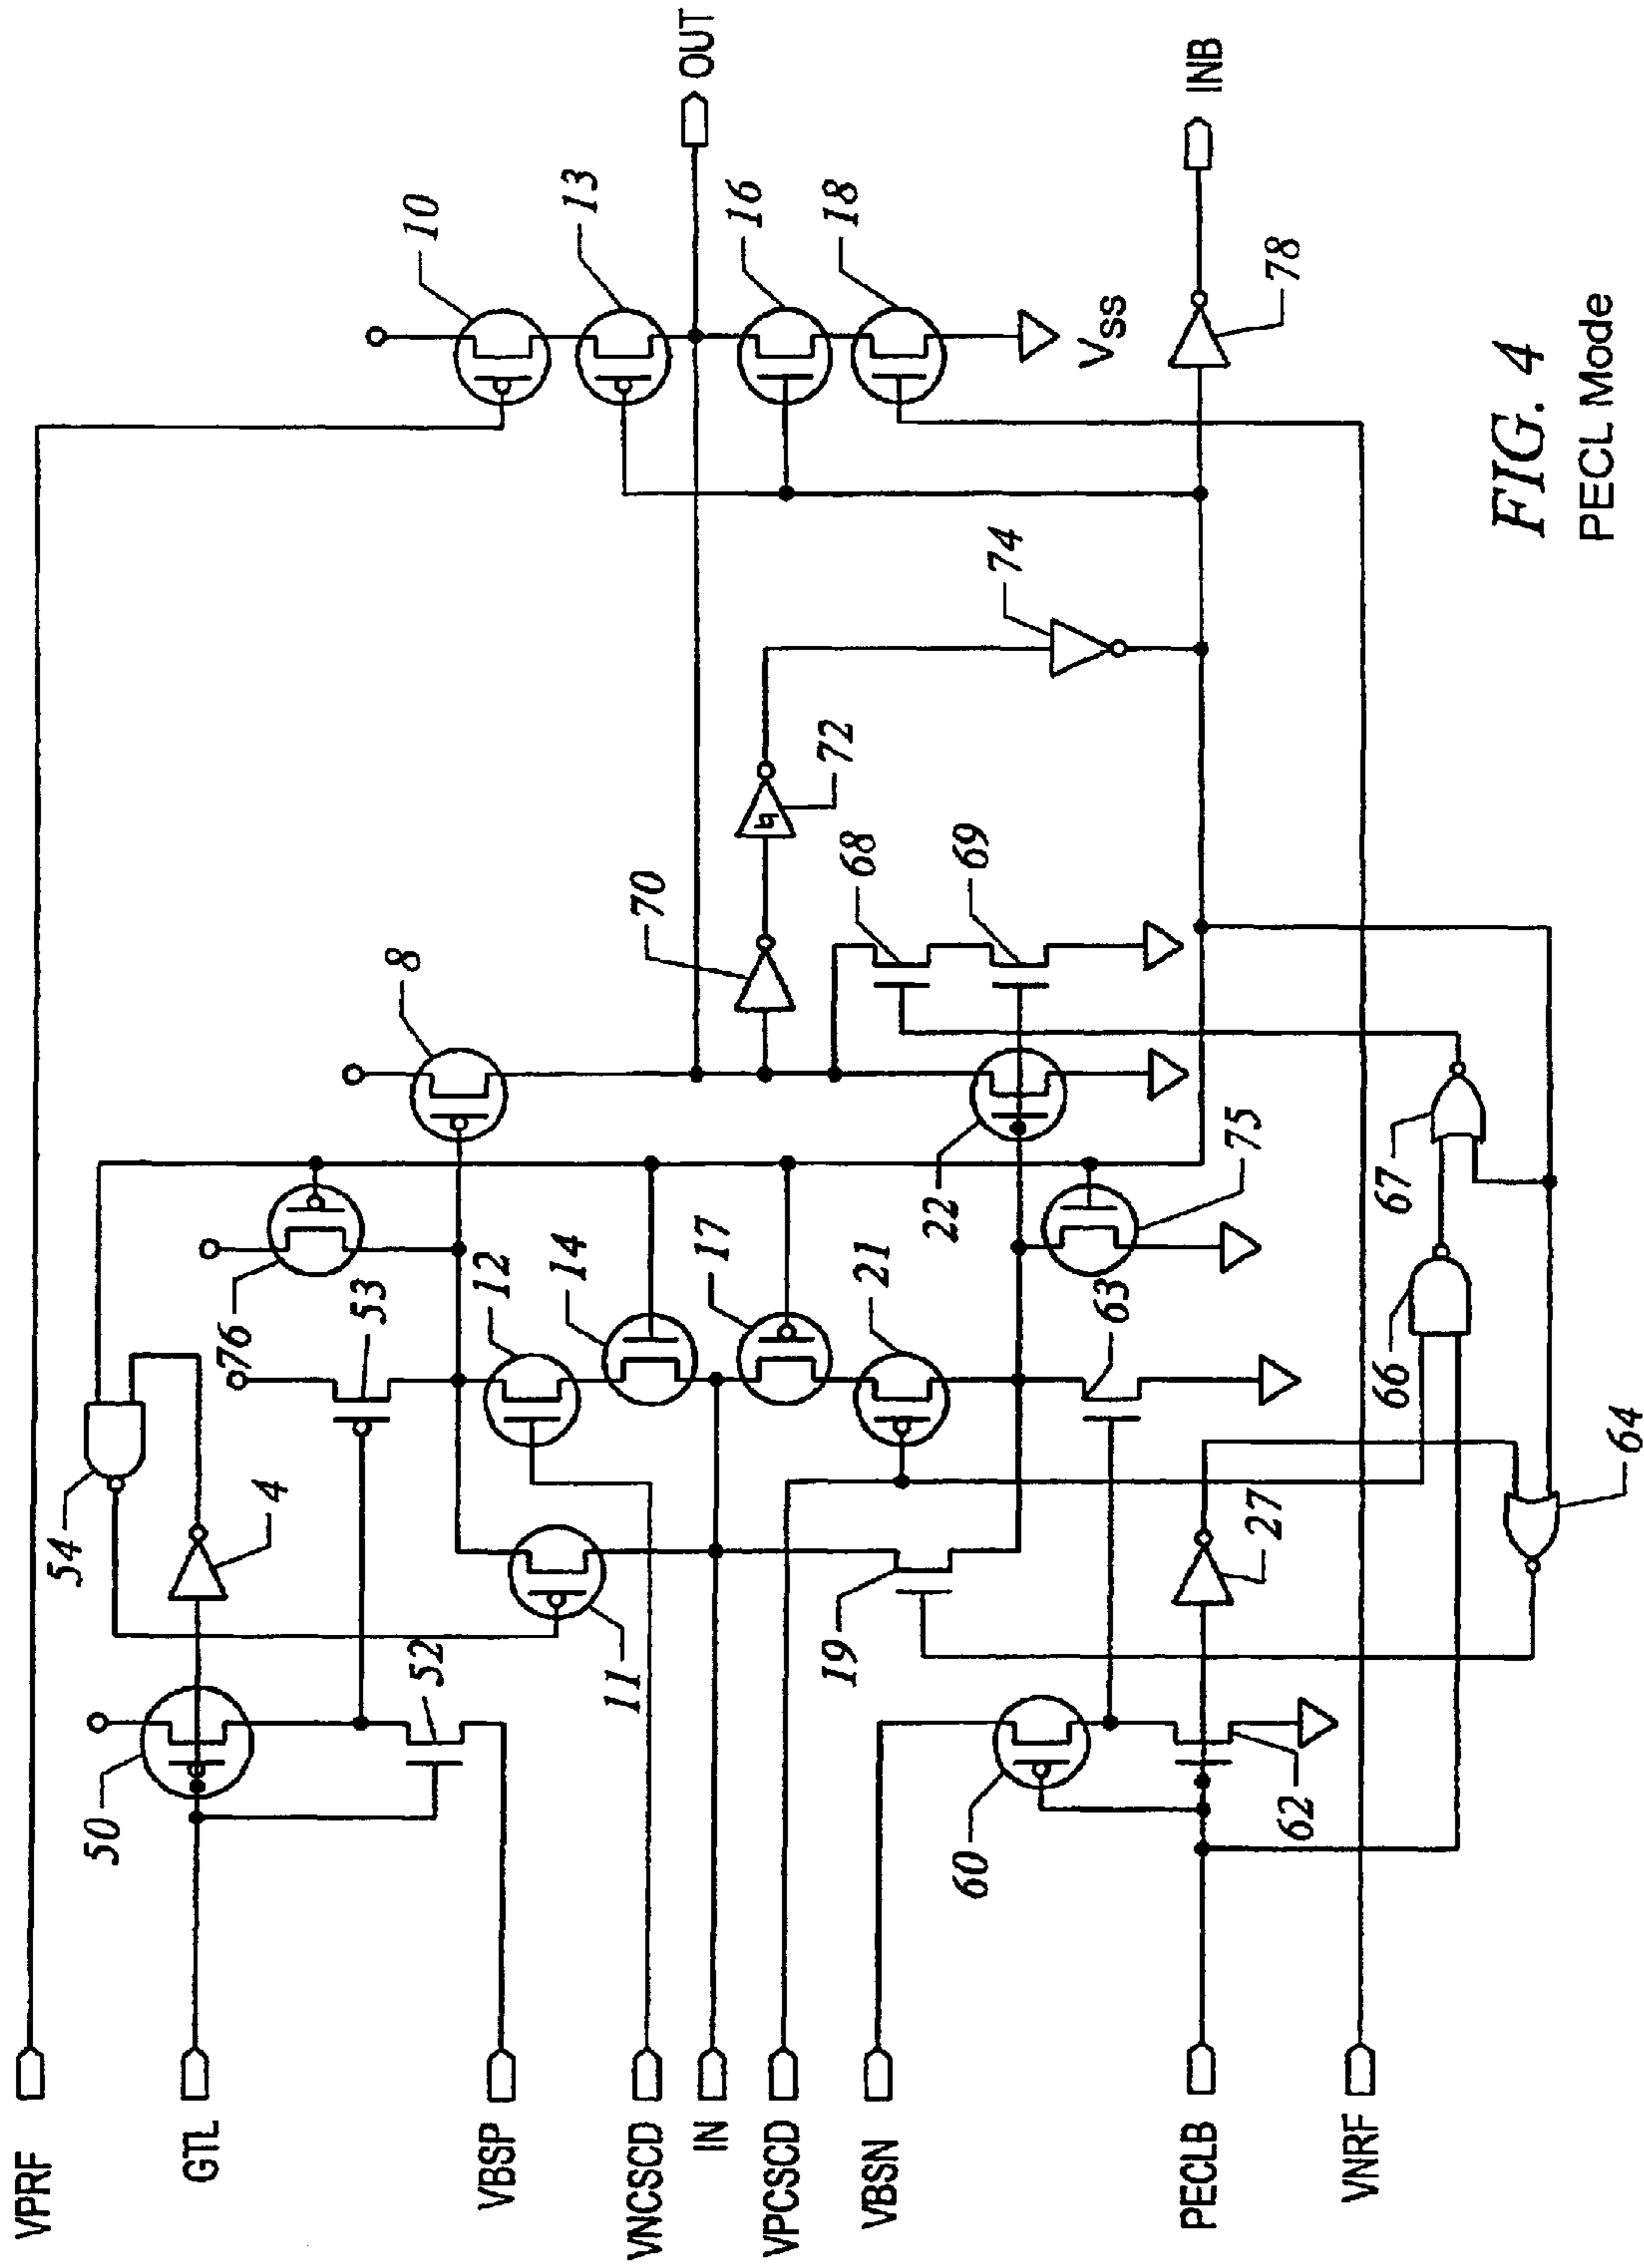 VPRF
GTL
VBSP
VNCSCD
IN
VPCSCD
VBSN
PECLB
VNRF
50
52
54
4
53
76
11
12
14
17
21
19
60
62
63
27
64
66
67
75
22
8
70
72
68
69
74
10
13
16
18
VSS
78
OUT
INB
FIG. 4
PECL Mode